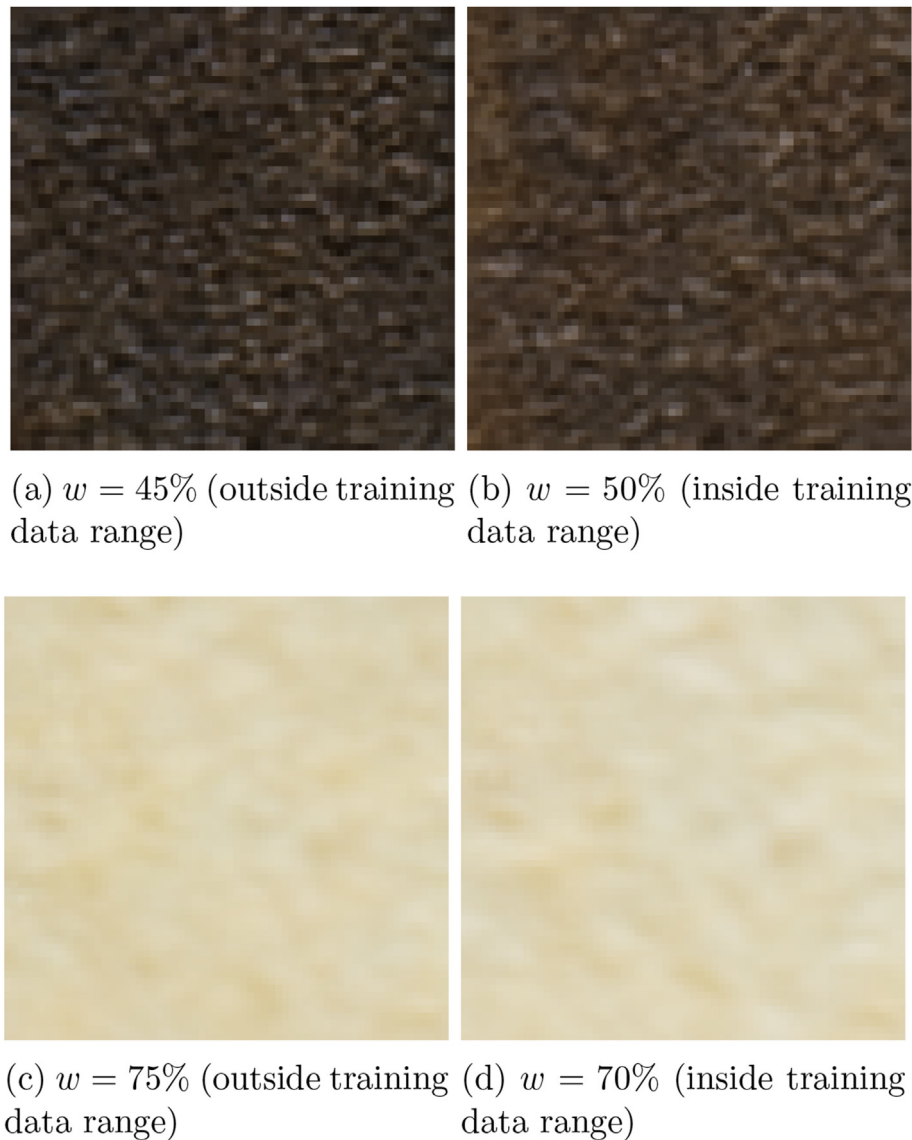 (a) w = 45% (outside training
data range)
(b) w = 50% (inside training
data range)
(c) w = 75% (outside training
data range)
(d) w = 70% (inside training
data range)